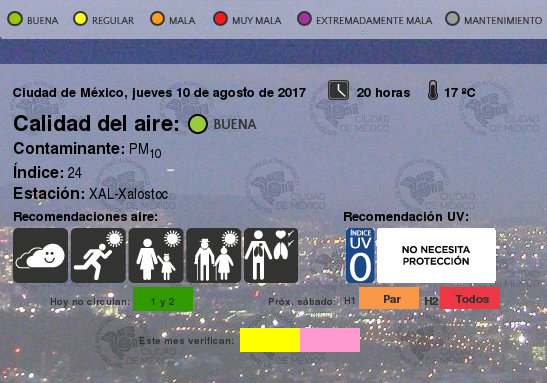 BUENA REGULAR MALA MUY MALA EXTREMADAMENTE MALA MANTENIMIENTO
Ciudad de México, jueves 10 de agosto de 2017 20 horas 17 ºC
Calidad del aire: BUENA
Contaminante: PM10
Índice: 24
Estación: XAL-Xalostoc
Recomendaciones aire: Recomendación UV:
ÍNDICE
UV
0
NO NECESITA
PROTECCIÓN
Hoy no circulan: 1 y 2 Próx. sábado: H1 Par H2 Todos
Este mes verifican:
CIUDAD
DE MÉXICO